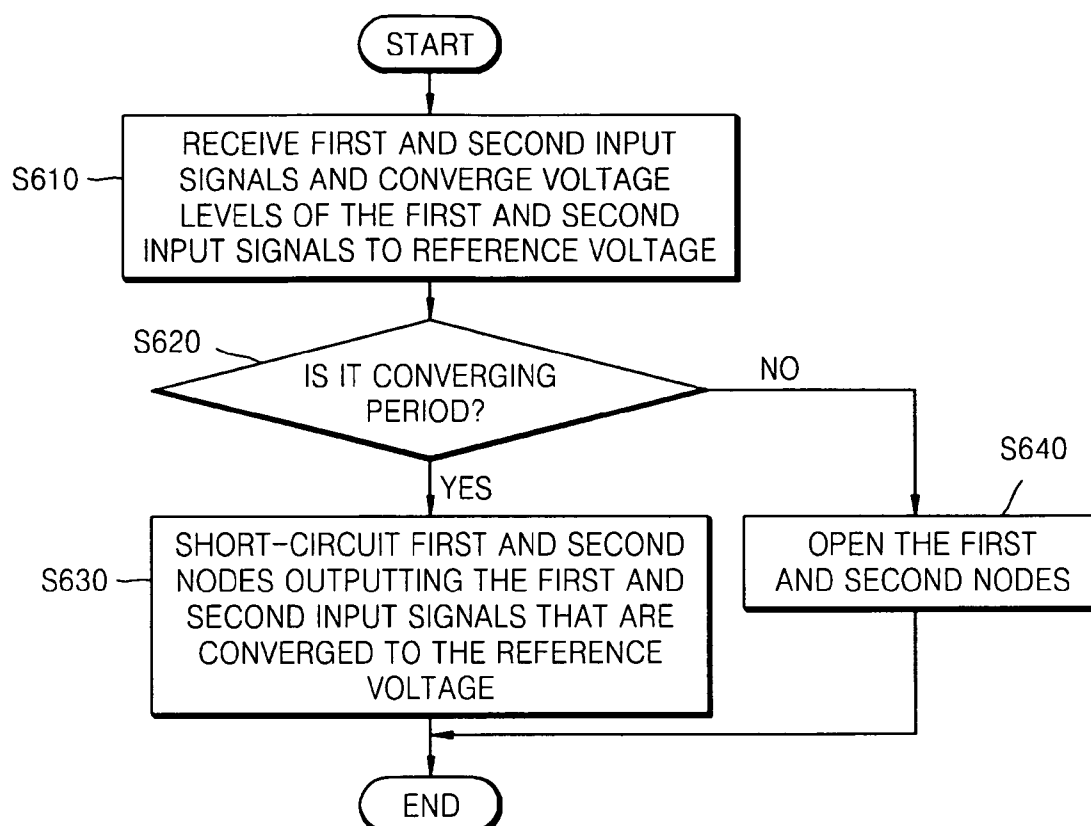 START
S610
RECEIVE FIRST AND SECOND INPUT
SIGNALS AND CONVERGE VOLTAGE
LEVELS OF THE FIRST AND SECOND
INPUT SIGNALS TO REFERENCE VOLTAGE
S620
IS IT CONVERGING
PERIOD?
NO
YES
S630
SHORT-CIRCUIT FIRST AND SECOND
NODES OUTPUTTING THE FIRST AND
SECOND INPUT SIGNALS THAT ARE
CONVERGED TO THE REFERENCE
VOLTAGE
S640
OPEN THE FIRST
AND SECOND NODES
END